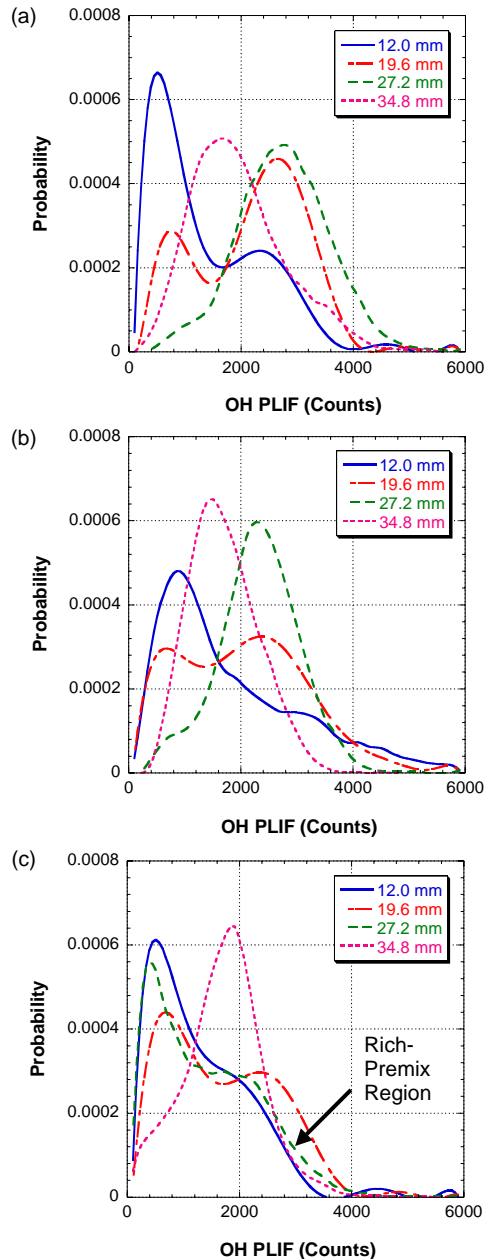 (a)
0.0008
0.0006
0.0004
0.0002
0
Probability
12.0 mm
19.6 mm
27.2 mm
34.8 mm
0 2000 4000 6000
OH PLIF (Counts)
(b)
0.0008
0.0006
0.0004
0.0002
0
Probability
12.0 mm
19.6 mm
27.2 mm
34.8 mm
0 2000 4000 6000
OH PLIF (Counts)
(c)
0.0008
0.0006
0.0004
0.0002
0
Probability
12.0 mm
19.6 mm
27.2 mm
34.8 mm
Rich-
Premix
Region
0 2000 4000 6000
OH PLIF (Counts)